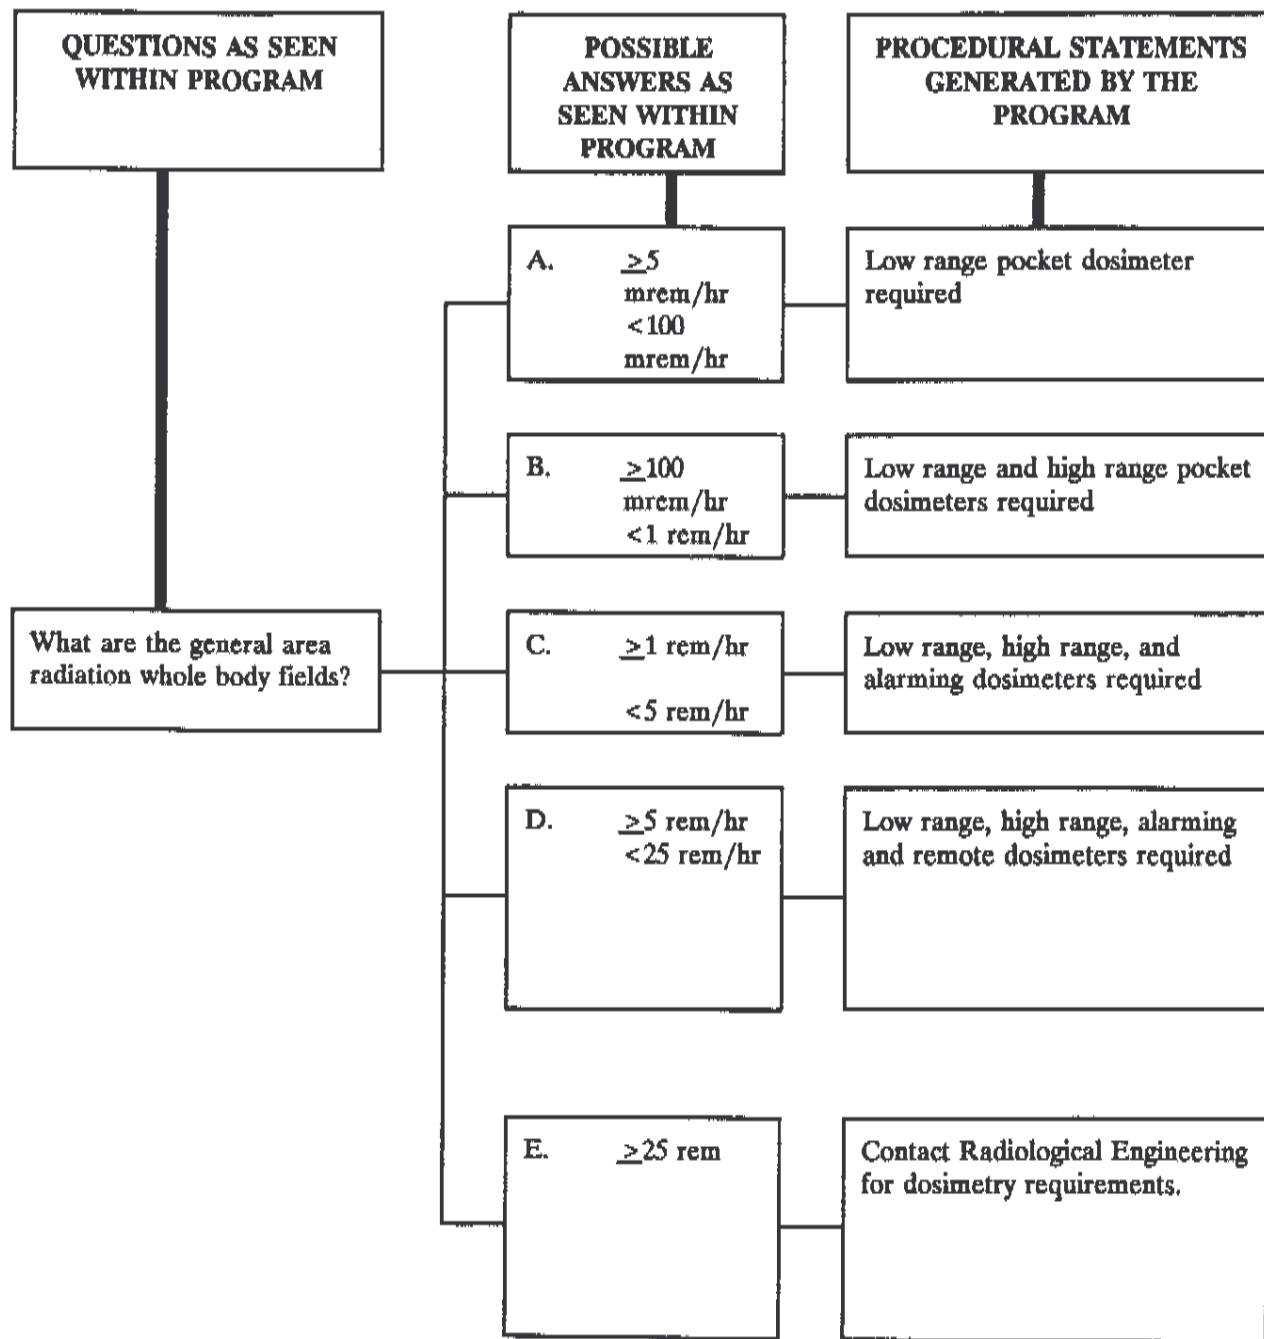 QUESTIONS AS SEEN
WITHIN PROGRAM
POSSIBLE
ANSWERS AS
SEEN WITHIN
PROGRAM
PROCEDURAL STATEMENTS
GENERATED BY THE
PROGRAM
What are the general area
radiation whole body fields?
A. ≥5
mrem/hr
<100
mrem/hr
Low range pocket dosimeter
required
B. ≥100
mrem/hr
<1 rem/hr
Low range and high range pocket
dosimeters required
C. ≥1 rem/hr
<5 rem/hr
Low range, high range, and
alarming dosimeters required
D. ≥5 rem/hr
<25 rem/hr
Low range, high range, alarming
and remote dosimeters required
E. ≥25 rem
Contact Radiological Engineering
for dosimetry requirements.